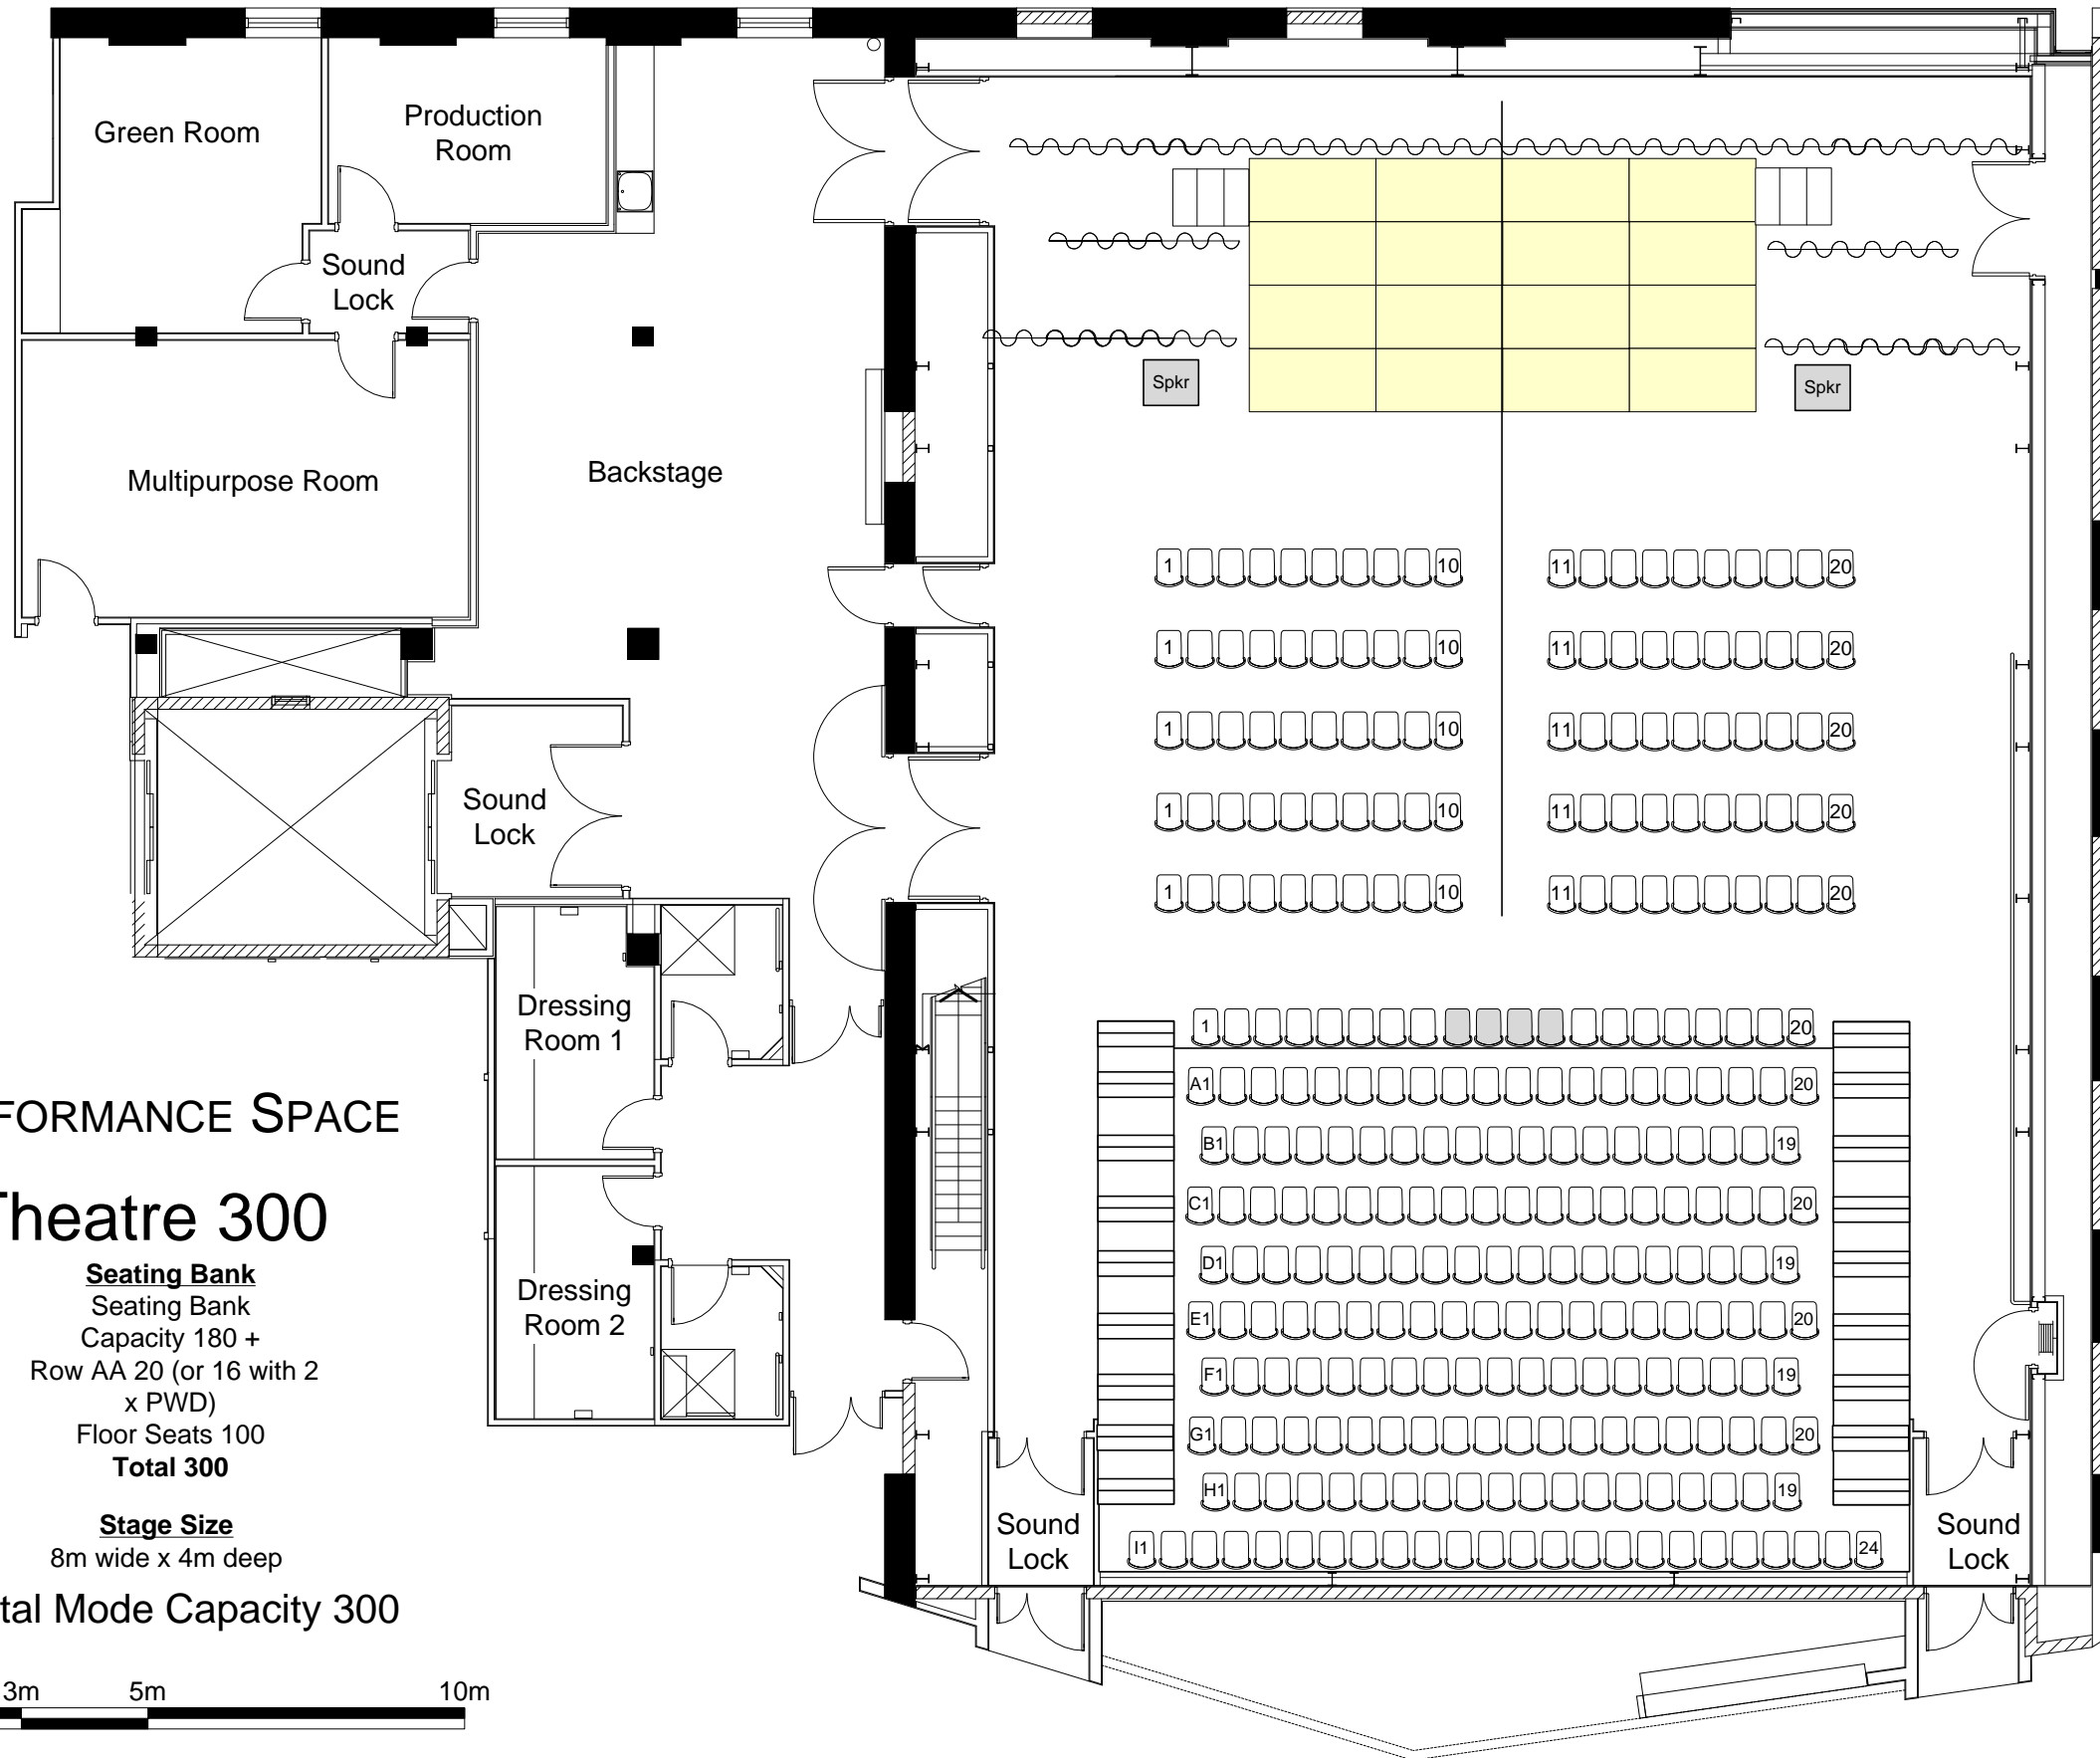 Green Room
Production
Room
Sound
Lock
Multipurpose Room
Backstage
Spkr
Spkr
1 10 11 20
1 10 11 20
1 10 11 20
1 10 11 20
1 10 11 20
Sound
Lock
Dressing
Room 1
Dressing
Room 2
1 20
A1 20
B1 19
C1 20
D1 19
E1 20
F1 19
G1 20
H1 19
I1 24
Sound
Lock
Sound
Lock
FORMANCE SPACE
Theatre 300
Seating Bank
Seating Bank
Capacity 180 +
Row AA 20 (or 16 with 2
x PWD)
Floor Seats 100
Total 300
Stage Size
8m wide x 4m deep
tal Mode Capacity 300
3m 5m 10m